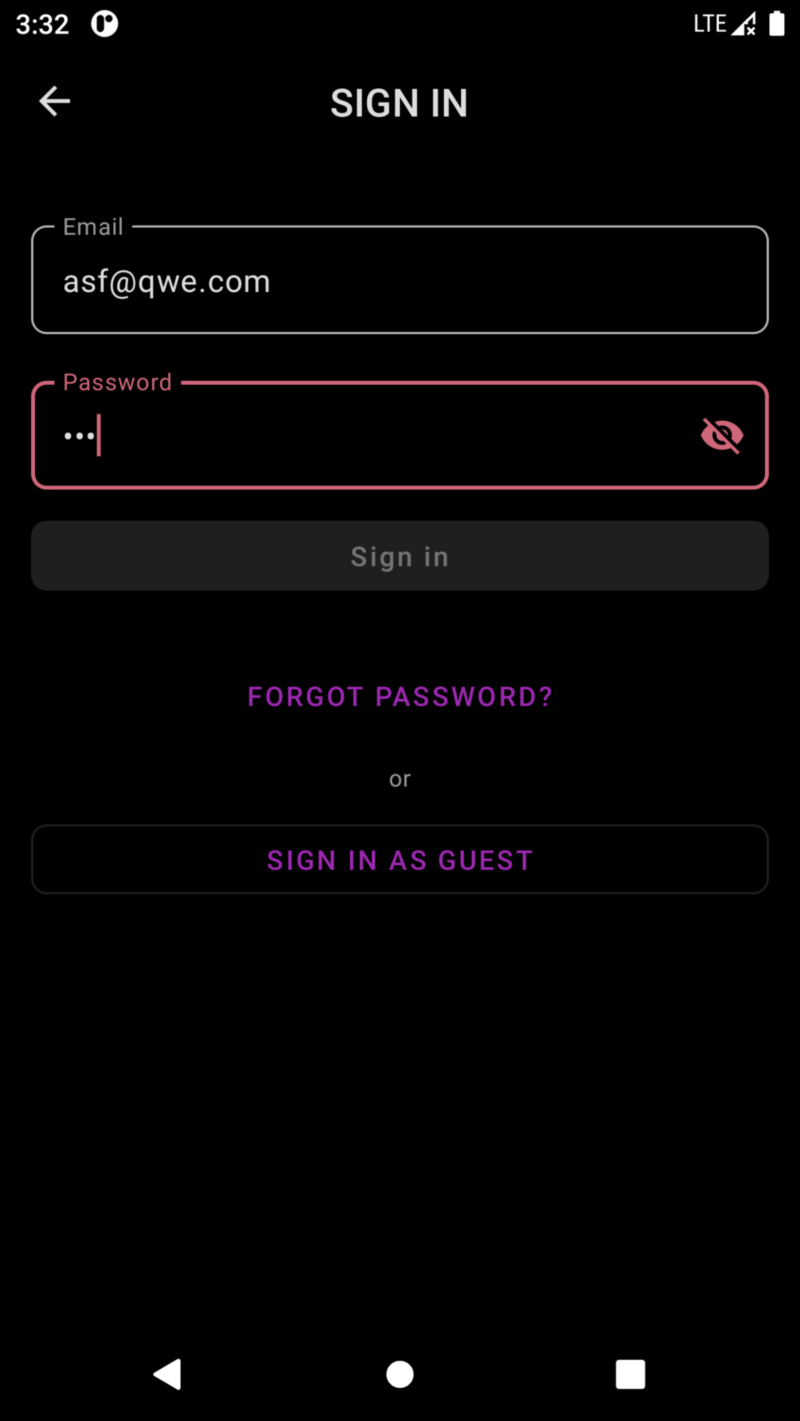 3:32
LTE
SIGN IN
Email
asf@qwe.com
Password
•••
Sign in
FORGOT PASSWORD?
or
SIGN IN AS GUEST